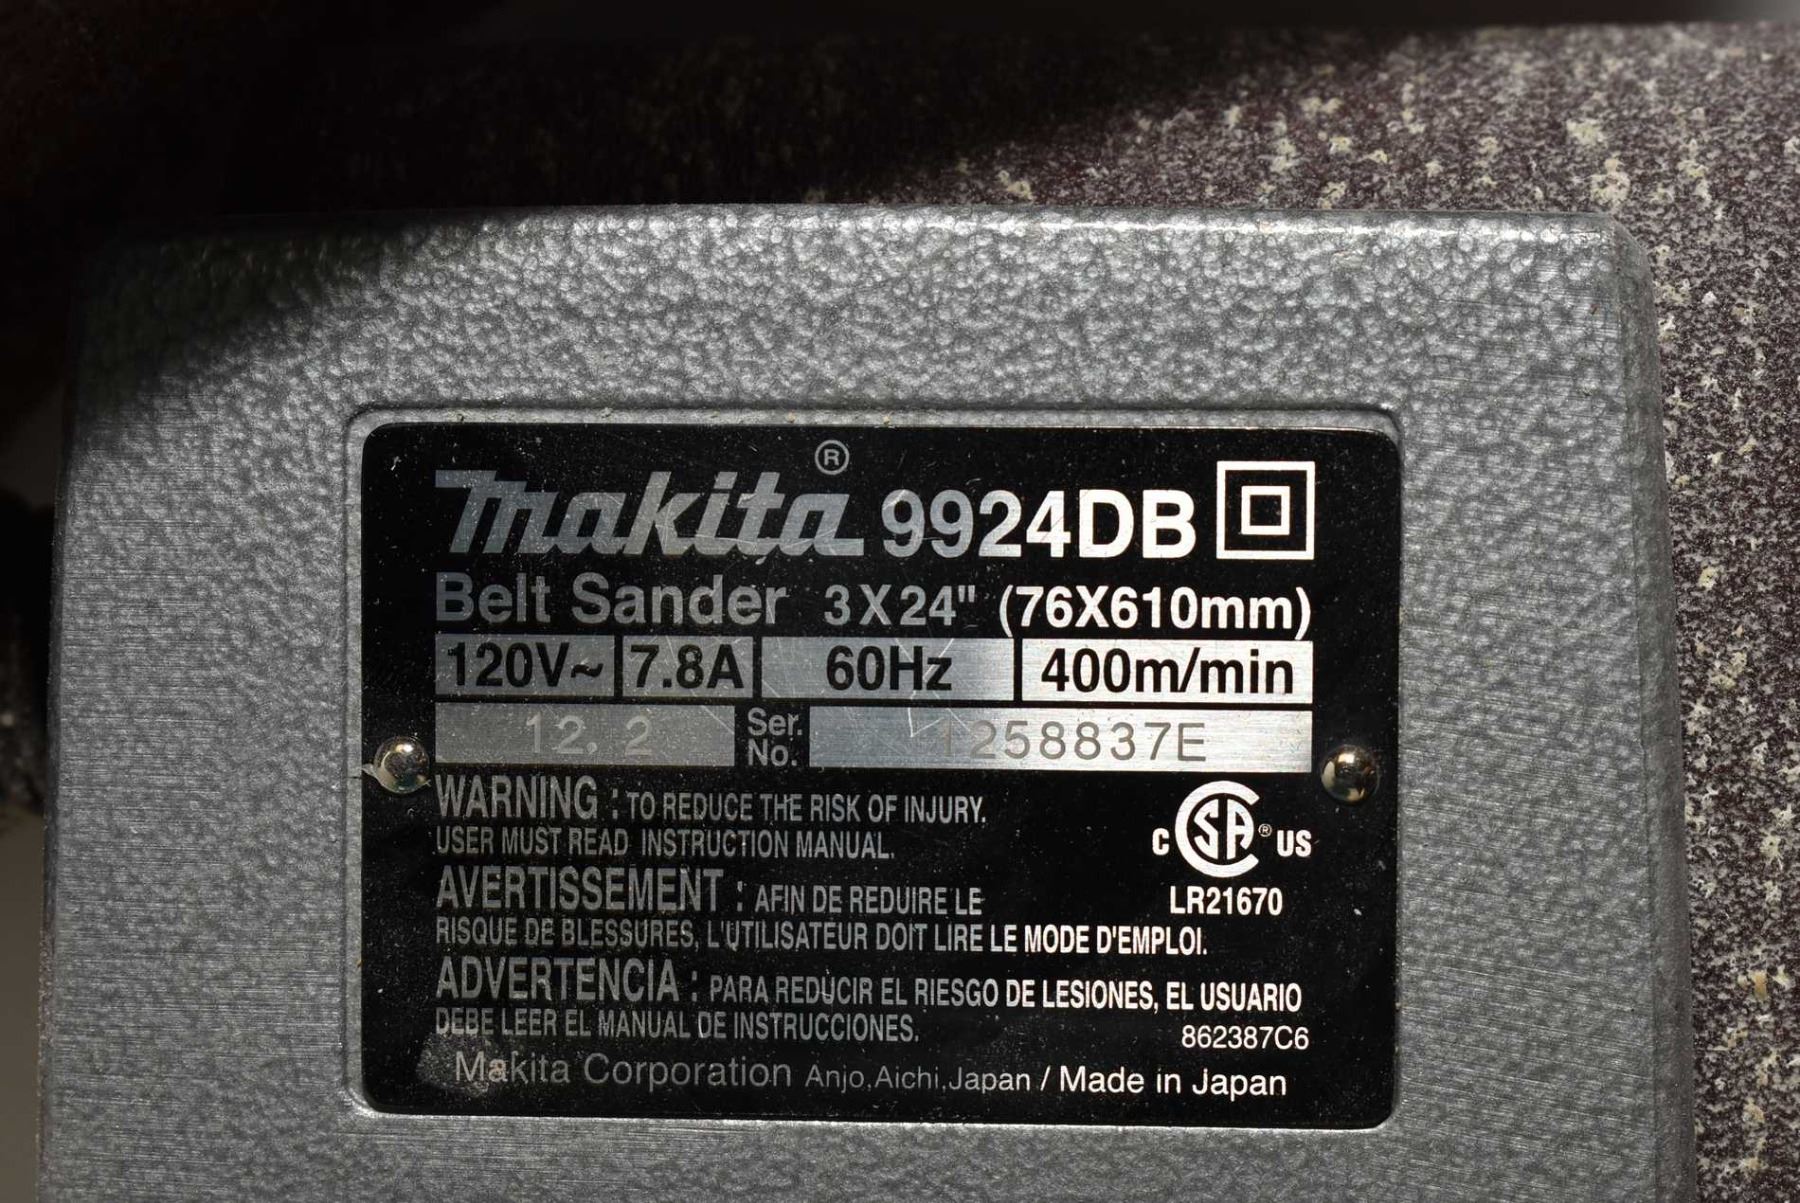 makita® 9924DB
Belt Sander 3X24" (76X610mm)
120V~ 7.8A 60Hz 400m/min
12. 2 Ser. No. 1258837E
WARNING : TO REDUCE THE RISK OF INJURY.
USER MUST READ INSTRUCTION MANUAL.
C SA® US
LR21670
AVERTISSEMENT : AFIN DE REDUIRE LE
RISQUE DE BLESSURES, L'UTILISATEUR DOIT LIRE LE MODE D'EMPLOI.
ADVERTENCIA : PARA REDUCIR EL RIESGO DE LESIONES, EL USUARIO
DEBE LEER EL MANUAL DE INSTRUCCIONES.
862387C6
Makita Corporation Anjo,Aichi,Japan / Made in Japan